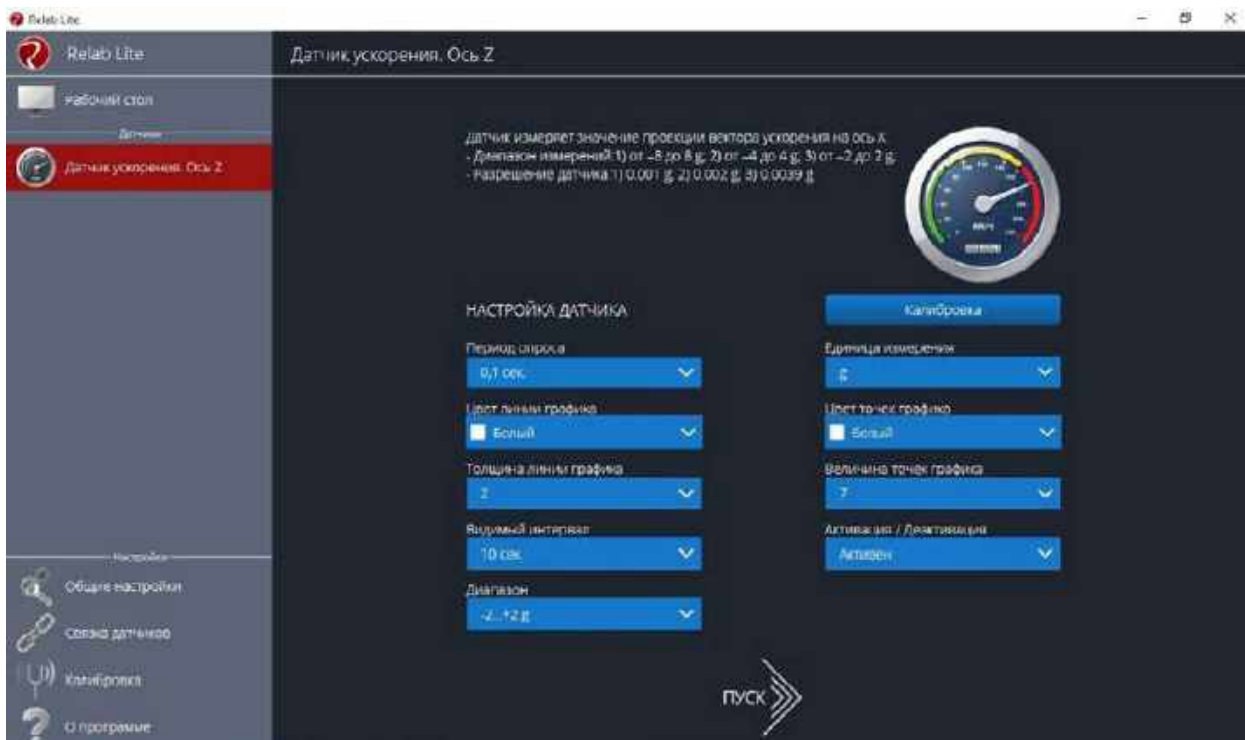 Relab Lite
Relab Lite
Датчик ускорения. Ось Z
Рабочий стол
Датчики
Датчик ускорения. Ось Z
Датчик измеряет значение проекции вектора ускорения на ось X
- Диапазон измерений:1) от –8 до 8 g; 2) от –4 до 4 g; 3) от –2 до 2 g;
- Разрешение датчика:1) 0.001 g; 2) 0.002 g; 3) 0.0039 g
НАСТРОЙКА ДАТЧИКА
Калибровка
Период опроса
Единица измерения
0,1 сек.
g
Цвет линии графика
Цвет точек графика
Белый
Белый
Толщина линии графика
Величина точек графика
2
7
Видимый интервал
Активация / Деактивация
10 сек.
Активен
Диапазон
-2...+2 g
ПУСК
Настройки
Общие настройки
Связка датчиков
Калибровка
О программе